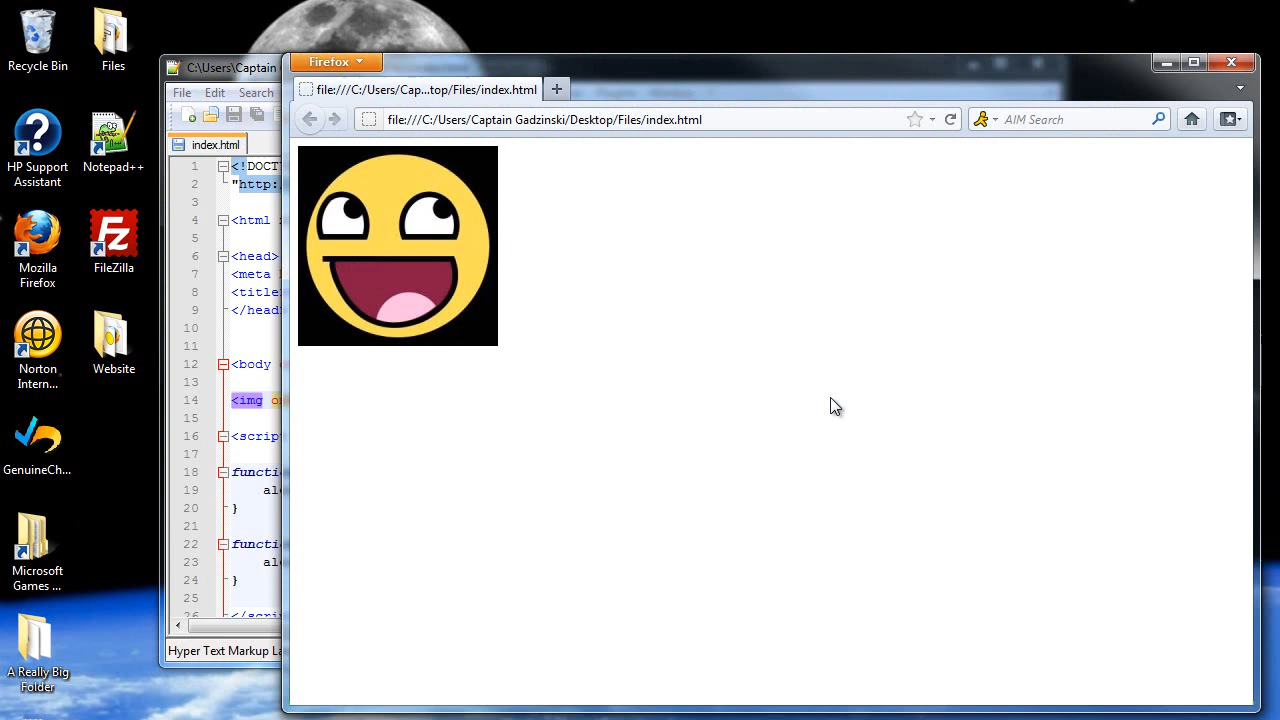 Recycle Bin
Files
HP Support
Assistant
Notepad++
Mozilla
Firefox
FileZilla
Norton
Intern...
Website
GenuineCh...
Microsoft
Games ...
A Really Big
Folder
C:\Users\Captain
File Edit Search
index.html
1 <!DOCT
2 "http:
3
4 <html
5
6 <head>
7 <meta
8 <title
9 </head
10
11
12 <body
13
14 <img o
15
16 <script
17
18 functi
19 al
20 }
21
22 functi
23 al
24 }
25
26 </scri
Hyper Text Markup La
Firefox
file:///C:/Users/Cap...top/Files/index.html
file:///C:/Users/Captain Gadzinski/Desktop/Files/index.html
AIM Search